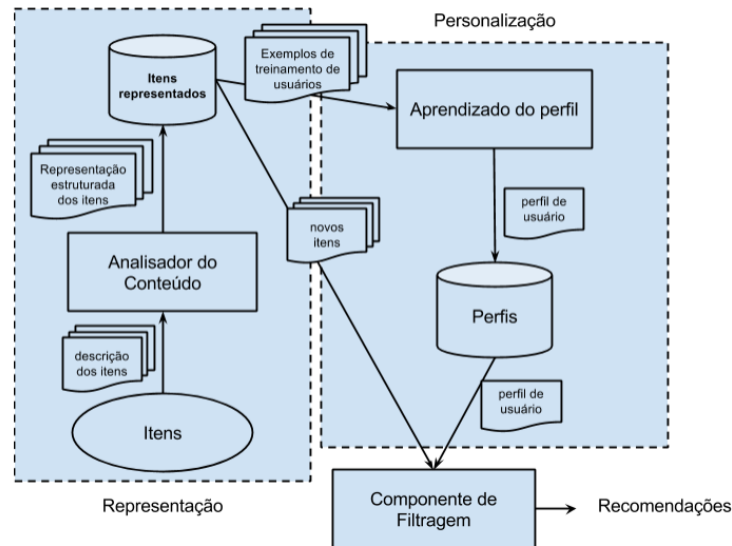 Personalização
Itens
representados
Exemplos de
treinamento de
usuários
Aprendizado do perfil
Representação
estruturada
dos itens
perfil de
usuário
novos
itens
Analisador do
Conteúdo
Perfis
descrição
dos itens
perfil de
usuário
Itens
Representação
Componente de
Filtragem
Recomendações